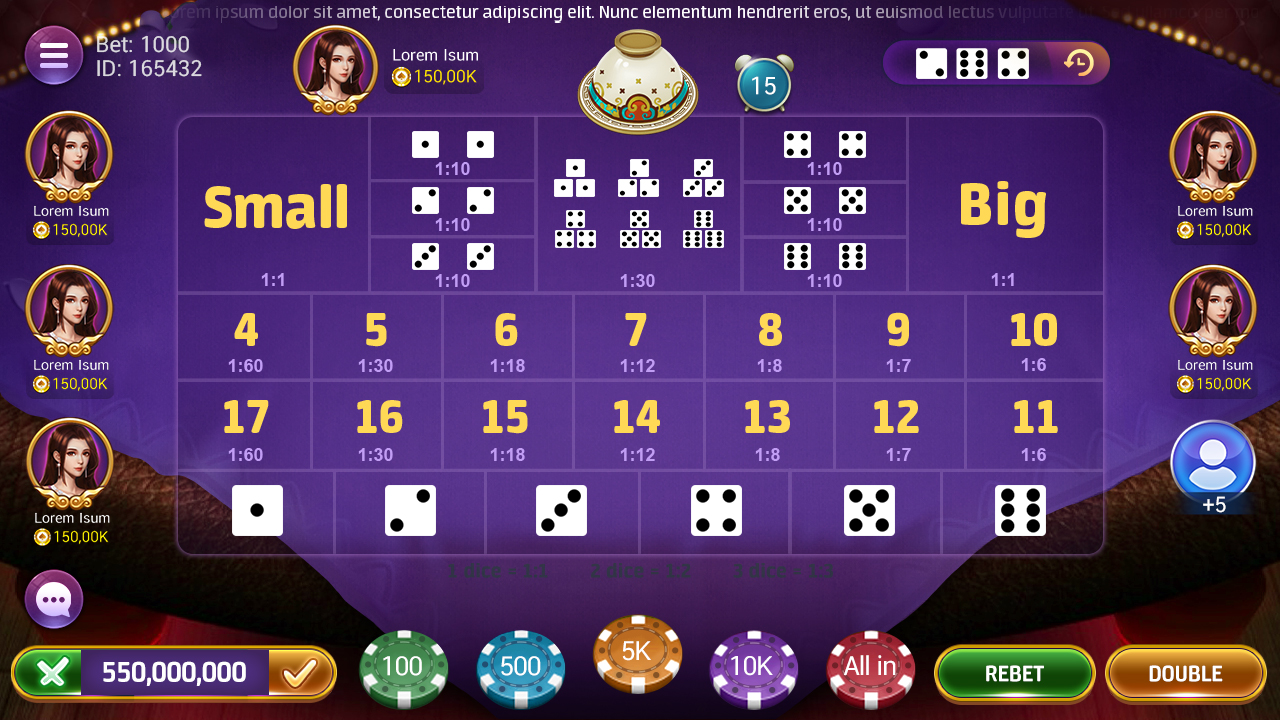 orem ipsum dolor sit amet, consectetur adipiscing elit. Nunc elementum hendrerit eros, ut euismod lectus vulputate
Bet: 1000
ID: 165432
Lorem Isum
150,00K
15
Lorem Isum
150,00K
Lorem Isum
150,00K
Lorem Isum
150,00K
Lorem Isum
150,00K
Lorem Isum
150,00K
+5
Small
1:1
1:10
1:10
1:10
1:30
1:10
1:10
1:10
Big
1:1
4 5 6 7 8 9 10
1:60 1:30 1:18 1:12 1:8 1:7 1:6
17 16 15 14 13 12 11
1:60 1:30 1:18 1:12 1:8 1:7 1:6
550,000,000
100
500
5K
10K
All in
REBET
DOUBLE